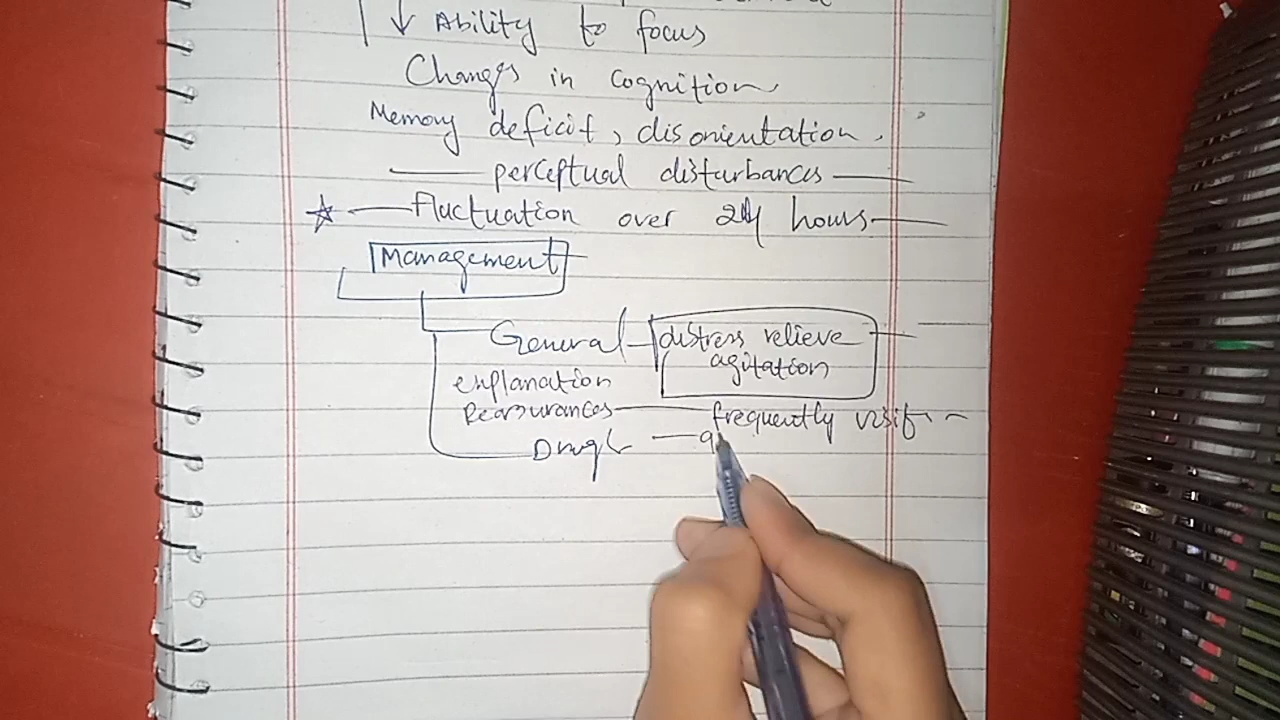 ↓ Ability to focus
Changes in cognition
Memory deficit, disorientation.
perceptual disturbances
☆ fluctuation over 24 hours
Management
General distress relieve
agitation
explanation
Reassurances frequently visit
Drugs